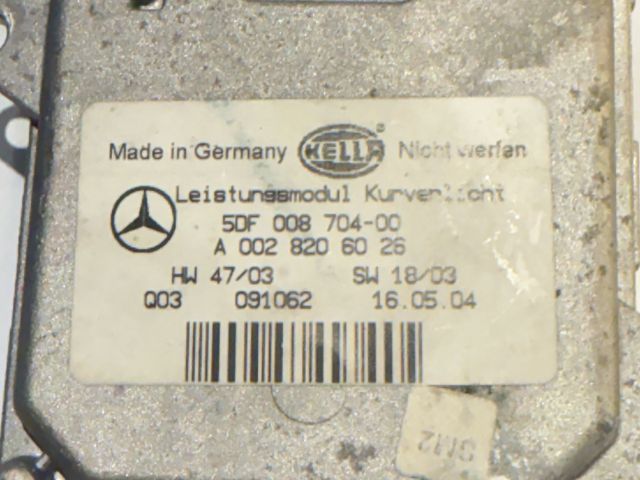 Made in Germany HELLA ® Nicht werfen
Leistungsmodul Kurvenlicht
5DF 008 704-00
A 002 820 60 26
HW 47/03 SW 18/03
Q03 091062 16.05.04
GM2